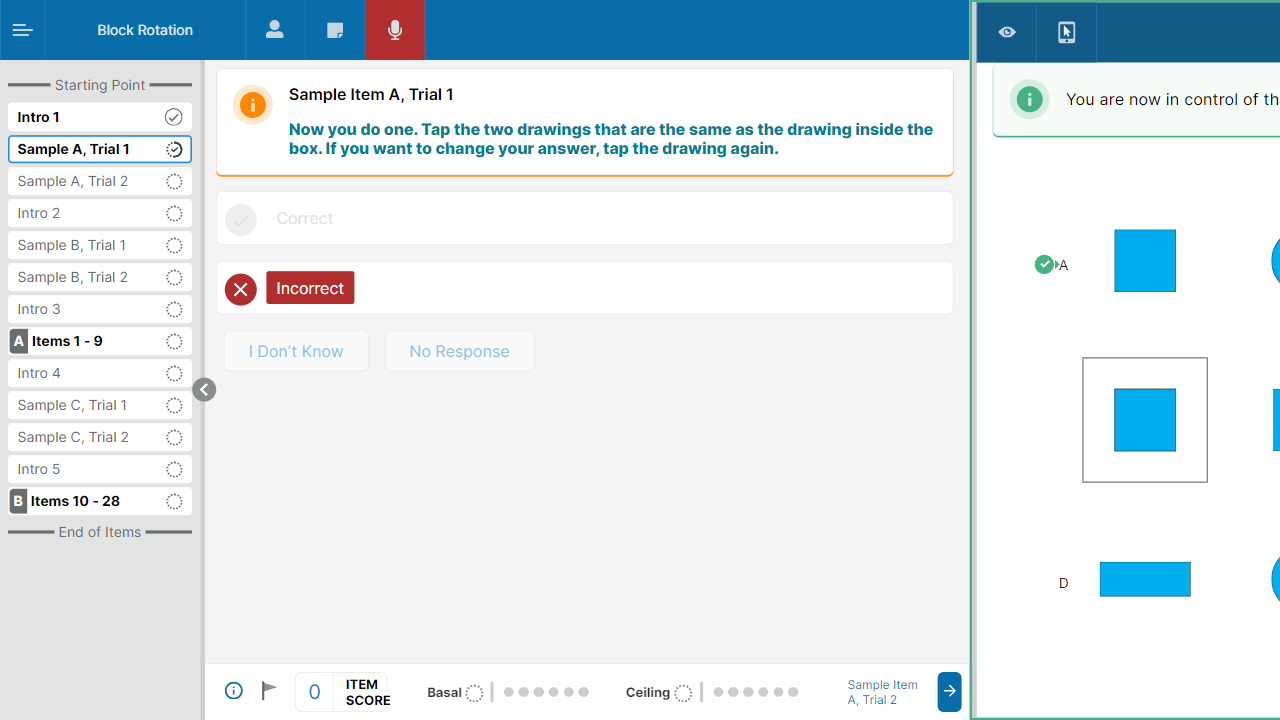 Block Rotation
Starting Point
Intro 1
Sample A, Trial 1
Sample A, Trial 2
Intro 2
Sample B, Trial 1
Sample B, Trial 2
Intro 3
A Items 1 - 9
Intro 4
Sample C, Trial 1
Sample C, Trial 2
Intro 5
B Items 10 - 28
End of Items
Sample Item A, Trial 1
Now you do one. Tap the two drawings that are the same as the drawing inside the
box. If you want to change your answer, tap the drawing again.
Correct
Incorrect
I Don't Know
No Response
0
ITEM
SCORE
Basal
Ceiling
Sample Item
A, Trial 2
You are now in control of th
A
D